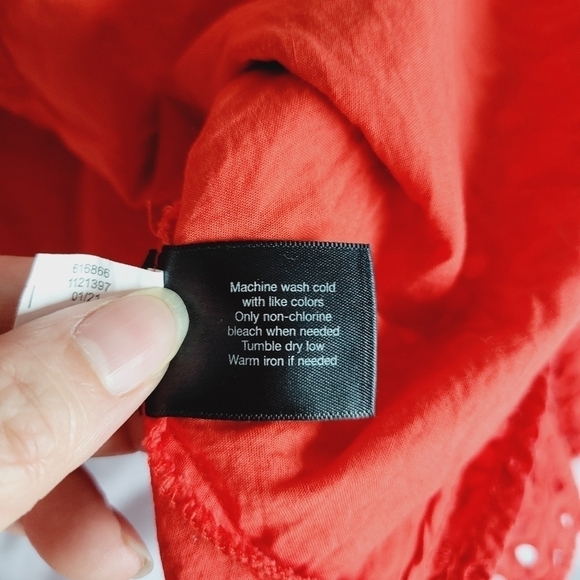 616866
1121397
01/21
Machine wash cold
with like colors
Only non-chlorine
bleach when needed
Tumble dry low
Warm iron if needed